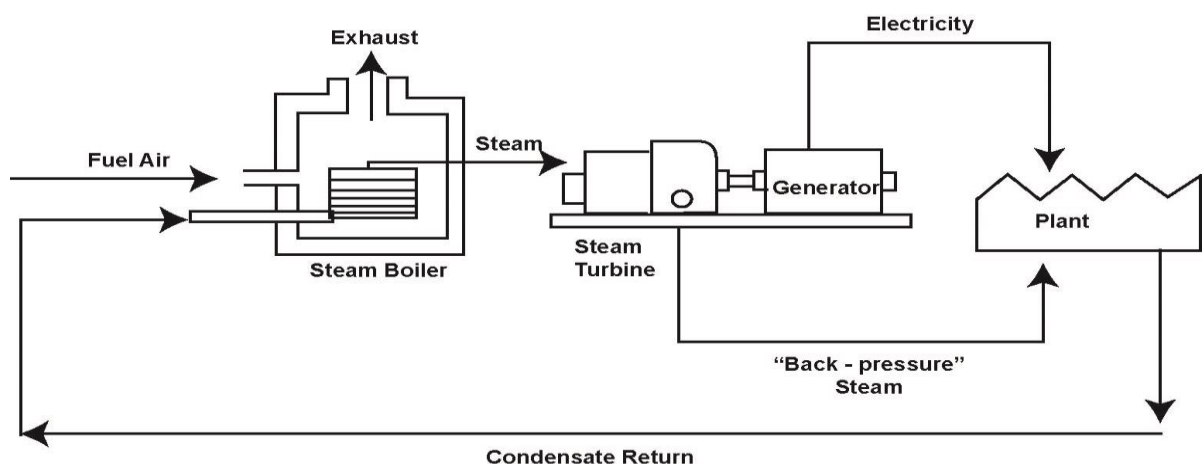 Electricity
Exhaust
Steam
Fuel Air
Generator
Plant
Steam
Turbine
Steam Boiler
“Back - pressure”
Steam
Condensate Return